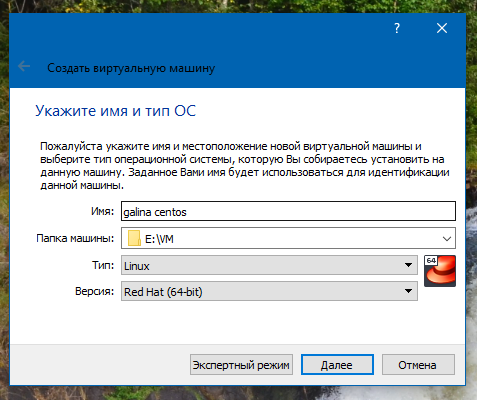 ?
Создать виртуальную машину
Укажите имя и тип ОС
Пожалуйста укажите имя и местоположение новой виртуальной машины и
выберите тип операционной системы, которую Вы собираетесь установить на
данную машину. Заданное Вами имя будет использоваться для идентификации
данной машины.
Имя: galina centos
Папка машины: E:\VM
Тип: Linux
64
Версия: Red Hat (64-bit)
Экспертный режим Далее Отмена